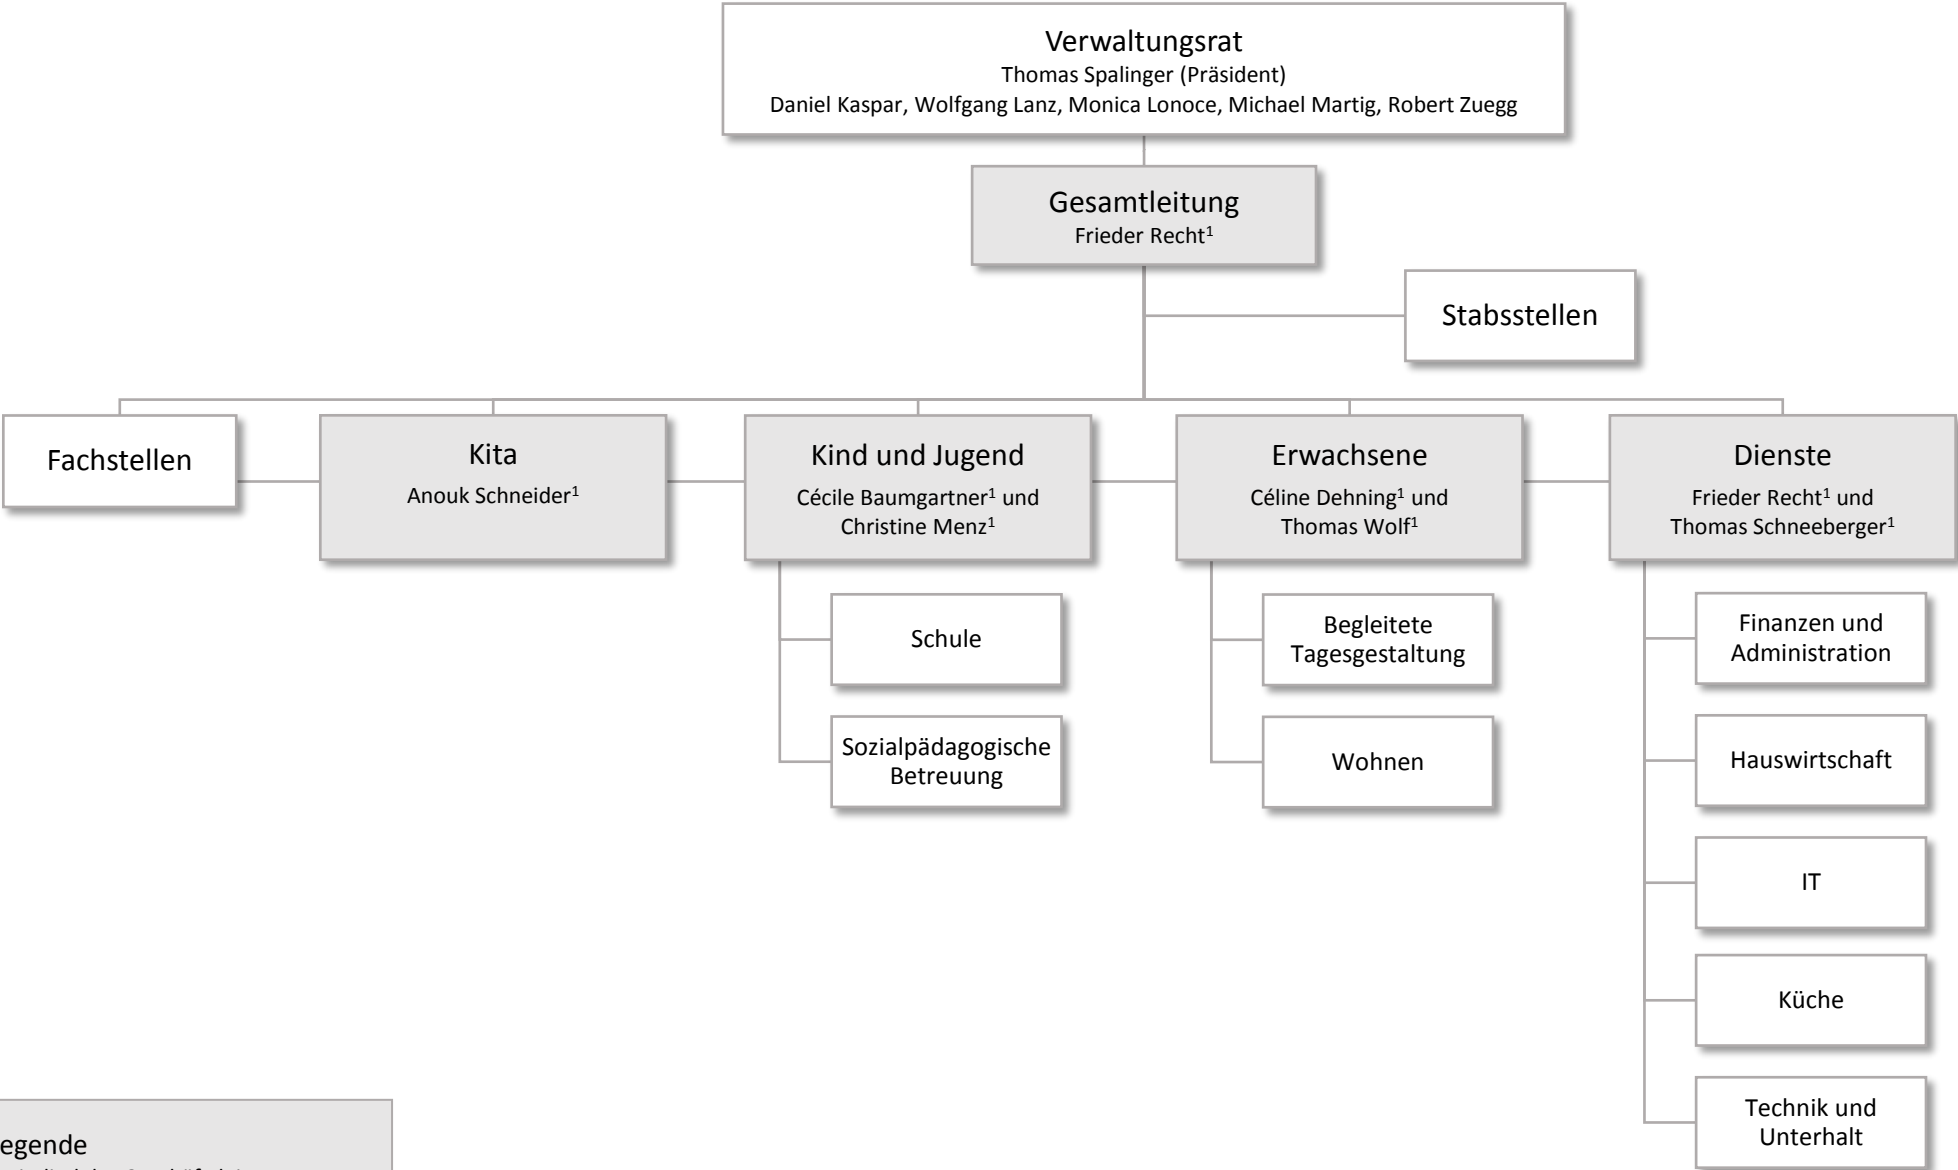 Verwaltungsrat
Thomas Spalinger (Präsident)
Daniel Kaspar, Wolfgang Lanz, Monica Lonoce, Michael Martig, Robert Zuegg
Gesamtleitung
Frieder Recht¹
Stabsstellen
Fachstellen
Kita
Anouk Schneider¹
Kind und Jugend
Cécile Baumgartner¹ und
Christine Menz¹
Erwachsene
Céline Dehning¹ und
Thomas Wolf¹
Dienste
Frieder Recht¹ und
Thomas Schneeberger¹
Schule
Sozialpädagogische
Betreuung
Begleitete
Tagesgestaltung
Wohnen
Finanzen und
Administration
Hauswirtschaft
IT
Küche
Technik und
Unterhalt
egende